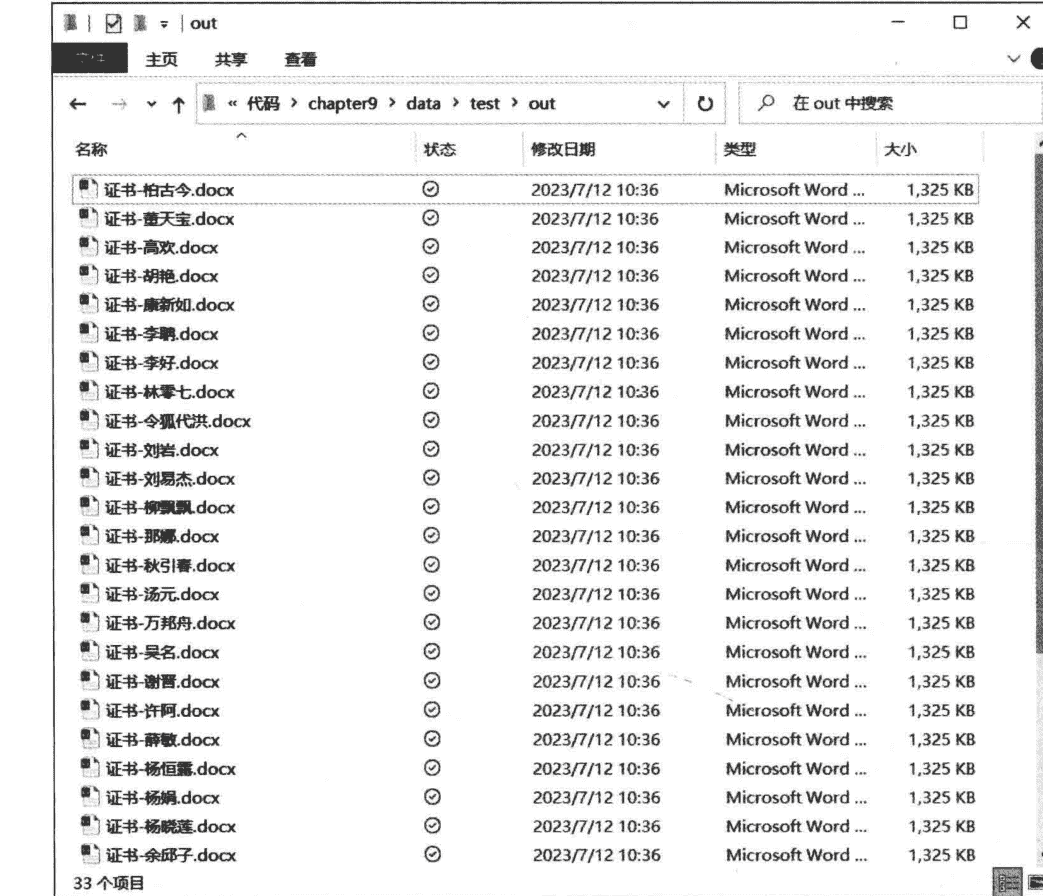 out
主页 共享 查看
« 代码 › chapter9 › data › test › out 在 out 中搜索
名称 状态 修改日期 类型 大小
证书-柏古今.docx 2023/7/12 10:36 Microsoft Word ... 1,325 KB
证书-董天宝.docx 2023/7/12 10:36 Microsoft Word ... 1,325 KB
证书-高欢.docx 2023/7/12 10:36 Microsoft Word ... 1,325 KB
证书-胡艳.docx 2023/7/12 10:36 Microsoft Word ... 1,325 KB
证书-康新如.docx 2023/7/12 10:36 Microsoft Word ... 1,325 KB
证书-李聘.docx 2023/7/12 10:36 Microsoft Word ... 1,325 KB
证书-李好.docx 2023/7/12 10:36 Microsoft Word ... 1,325 KB
证书-林零七.docx 2023/7/12 10:36 Microsoft Word ... 1,325 KB
证书-令狐代洪.docx 2023/7/12 10:36 Microsoft Word ... 1,325 KB
证书-刘岩.docx 2023/7/12 10:36 Microsoft Word ... 1,325 KB
证书-刘易杰.docx 2023/7/12 10:36 Microsoft Word ... 1,325 KB
证书-柳飘飘.docx 2023/7/12 10:36 Microsoft Word ... 1,325 KB
证书-那娜.docx 2023/7/12 10:36 Microsoft Word ... 1,325 KB
证书-秋引春.docx 2023/7/12 10:36 Microsoft Word ... 1,325 KB
证书-汤元.docx 2023/7/12 10:36 Microsoft Word ... 1,325 KB
证书-万邦舟.docx 2023/7/12 10:36 Microsoft Word ... 1,325 KB
证书-吴名.docx 2023/7/12 10:36 Microsoft Word ... 1,325 KB
证书-谢晋.docx 2023/7/12 10:36 Microsoft Word ... 1,325 KB
证书-许阿.docx 2023/7/12 10:36 Microsoft Word ... 1,325 KB
证书-薛敏.docx 2023/7/12 10:36 Microsoft Word ... 1,325 KB
证书-杨恒露.docx 2023/7/12 10:36 Microsoft Word ... 1,325 KB
证书-杨娟.docx 2023/7/12 10:36 Microsoft Word ... 1,325 KB
证书-杨晓莲.docx 2023/7/12 10:36 Microsoft Word ... 1,325 KB
证书-余邱子.docx 2023/7/12 10:36 Microsoft Word ... 1,325 KB
33 个项目